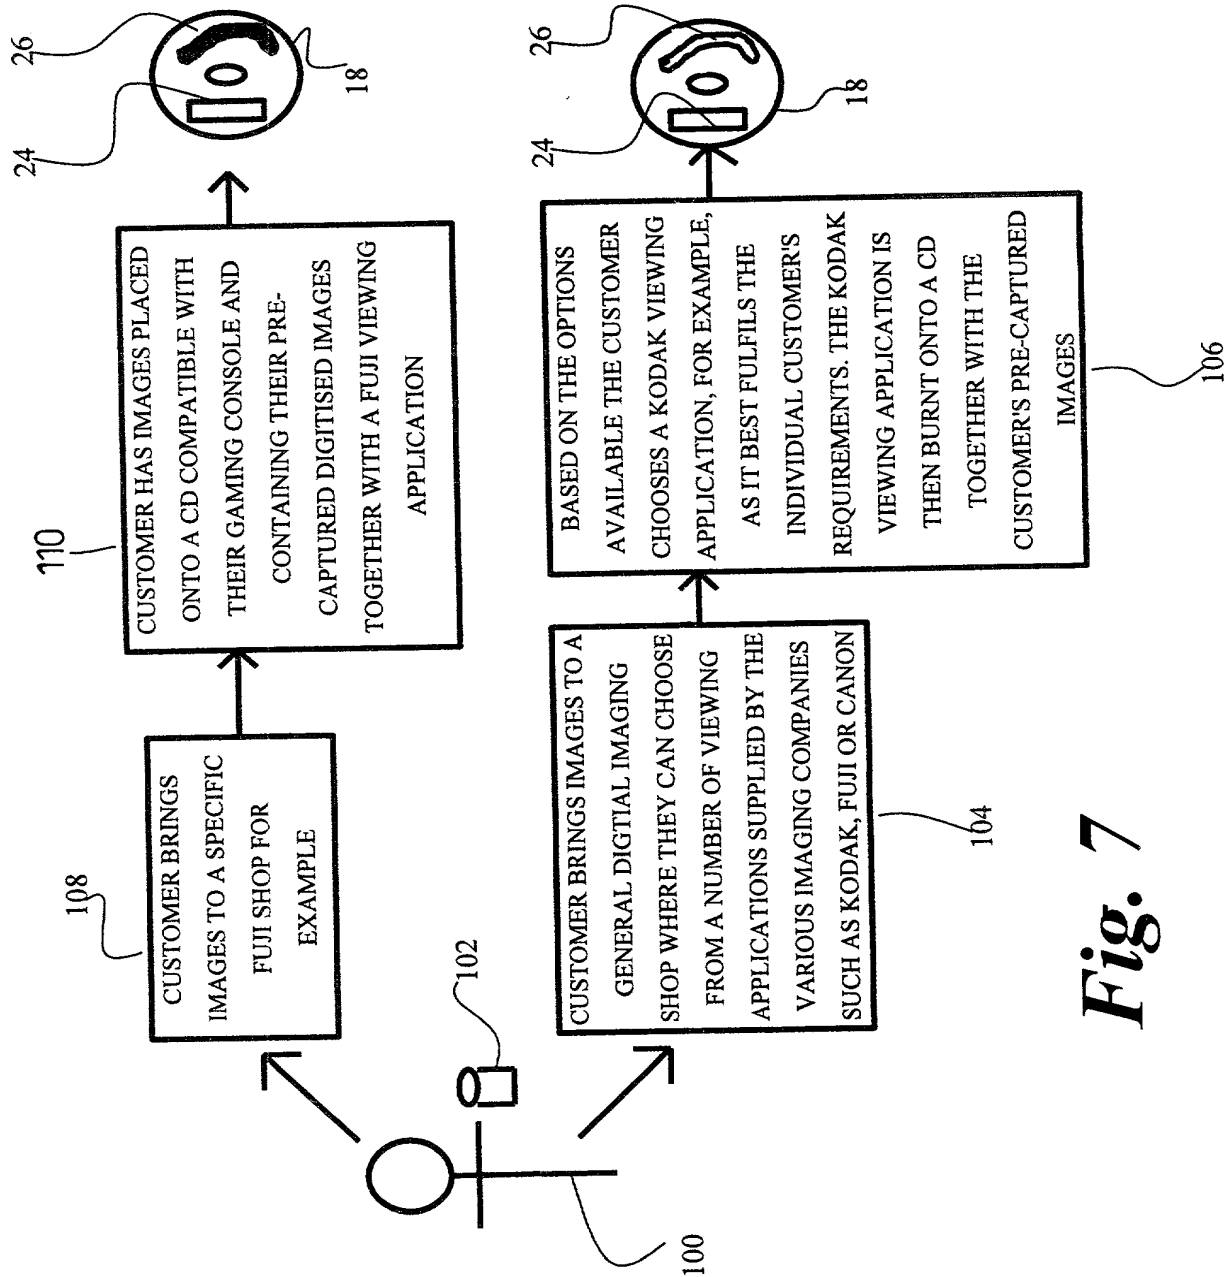 100
102
108
CUSTOMER BRINGS
IMAGES TO A SPECIFIC
FUJI SHOP FOR
EXAMPLE
110
CUSTOMER HAS IMAGES PLACED
ONTO A CD COMPATIBLE WITH
THEIR GAMING CONSOLE AND
CONTAINING THEIR PRE-
CAPTURED DIGITISED IMAGES
TOGETHER WITH A FUJI VIEWING
APPLICATION
24
26
18
CUSTOMER BRINGS IMAGES TO A
GENERAL DIGTIAL IMAGING
SHOP WHERE THEY CAN CHOOSE
FROM A NUMBER OF VIEWING
APPLICATIONS SUPPLIED BY THE
VARIOUS IMAGING COMPANIES
SUCH AS KODAK, FUJI OR CANON
104
BASED ON THE OPTIONS
AVAILABLE THE CUSTOMER
CHOOSES A KODAK VIEWING
APPLICATION, FOR EXAMPLE,
AS IT BEST FULFILS THE
INDIVIDUAL CUSTOMER'S
REQUIREMENTS. THE KODAK
VIEWING APPLICATION IS
THEN BURNT ONTO A CD
TOGETHER WITH THE
CUSTOMER'S PRE-CAPTURED
IMAGES
106
24
26
18
Fig. 7